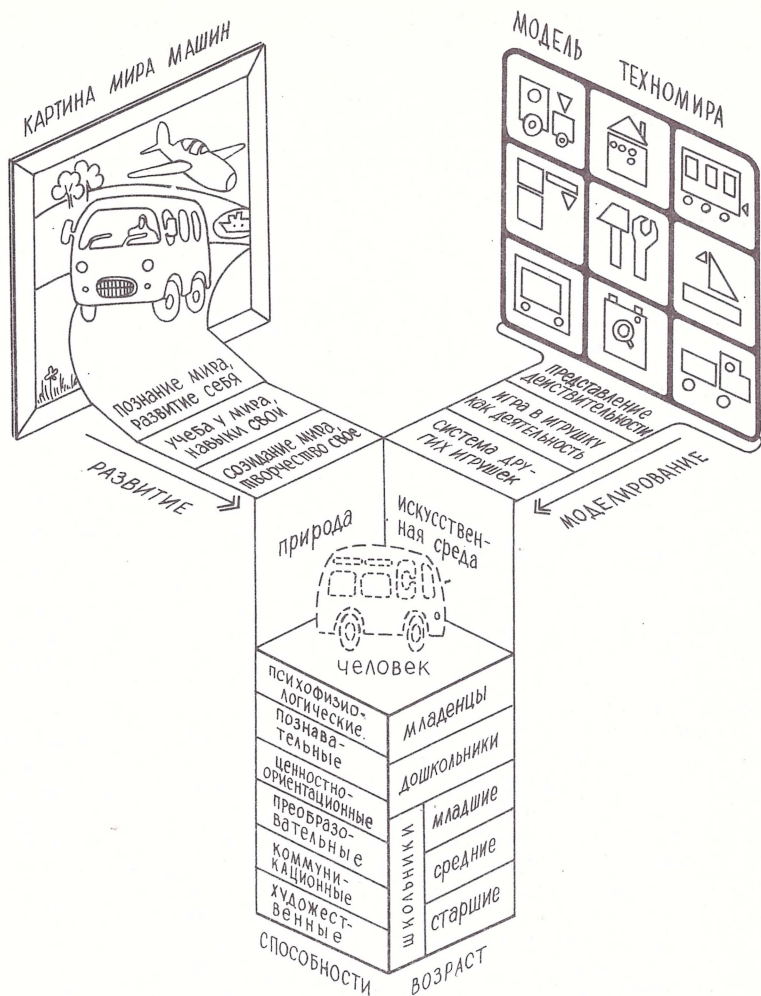 КАРТИНА МИРА МАШИН
МОДЕЛЬ ТЕХНОМИРА
ПОЗНАНИЕ МИРА,
РАЗВИТИЕ СЕБЯ
УЧЕБА У МИРА,
НАВЫКИ СВОИ
СОЗИДАНИЕ МИРА,
ТВОРЧЕСТВО СВОЕ
РАЗВИТИЕ
ПРЕДСТАВЛЕНИЕ
ДЕЙСТВИТЕЛЬНОСТИ
ИГРА В ИГРУШКУ
КАК ДЕЯТЕЛЬНОСТЬ
СИСТЕМА ДРУ-
ГИХ ИГРУШЕК
МОДЕЛИРОВАНИЕ
природа
искусствен-
ная среда
человек
психофизио-
логические
познава-
тельные
ценностно-
ориентационные
преобразо-
вательные
коммуни-
кационные
художест-
венные
СПОСОБНОСТИ
младенцы
дошкольники
школьники
младшие
средние
старшие
ВОЗРАСТ